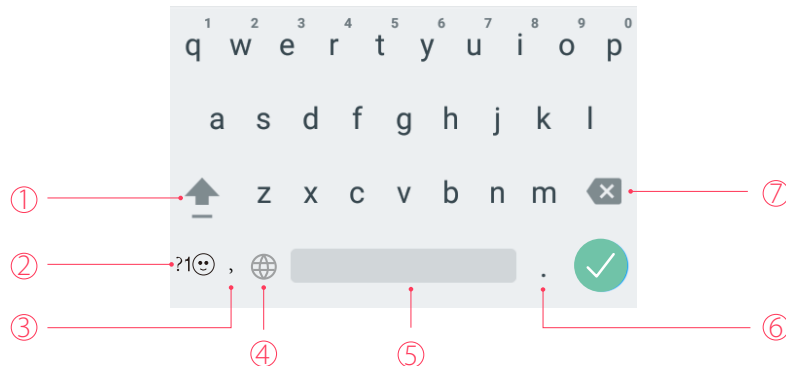 1 2 3 4 5 6 7 8 9 0
q w e r t y u i o p
a s d f g h j k l
① z x c v b n m ⑦
② ?1 , .
③ ④ ⑤ ⑥